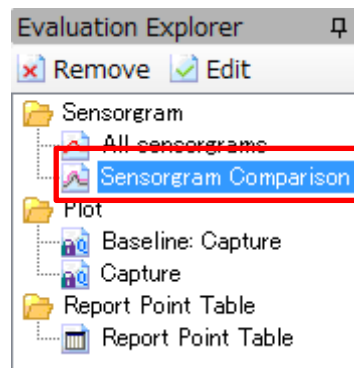 Evaluation Explorer
Remove Edit
Sensorgram
All sensorgrams
Sensorgram Comparison
Plot
Baseline: Capture
Capture
Report Point Table
Report Point Table